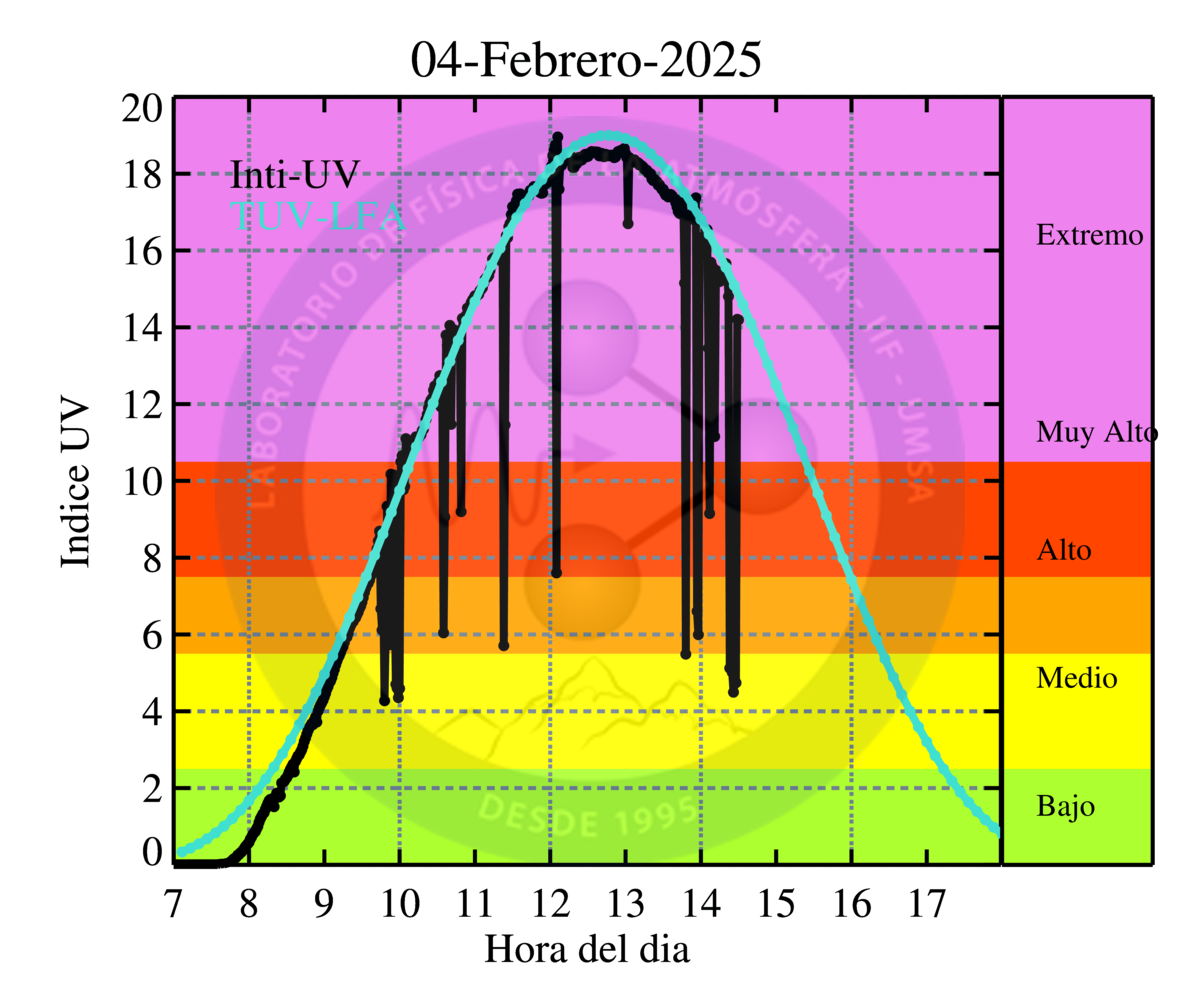 04-Febrero-2025
Inti-UV
TUV-LFA
LABORATORIO DE FÍSICA DE LA ATMÓSFERA - IIF - UMSA
DESDE 1995
Indice UV
20
18
16
14
12
10
8
6
4
2
0
Extremo
Muy Alto
Alto
Medio
Bajo
7 8 9 10 11 12 13 14 15 16 17
Hora del dia